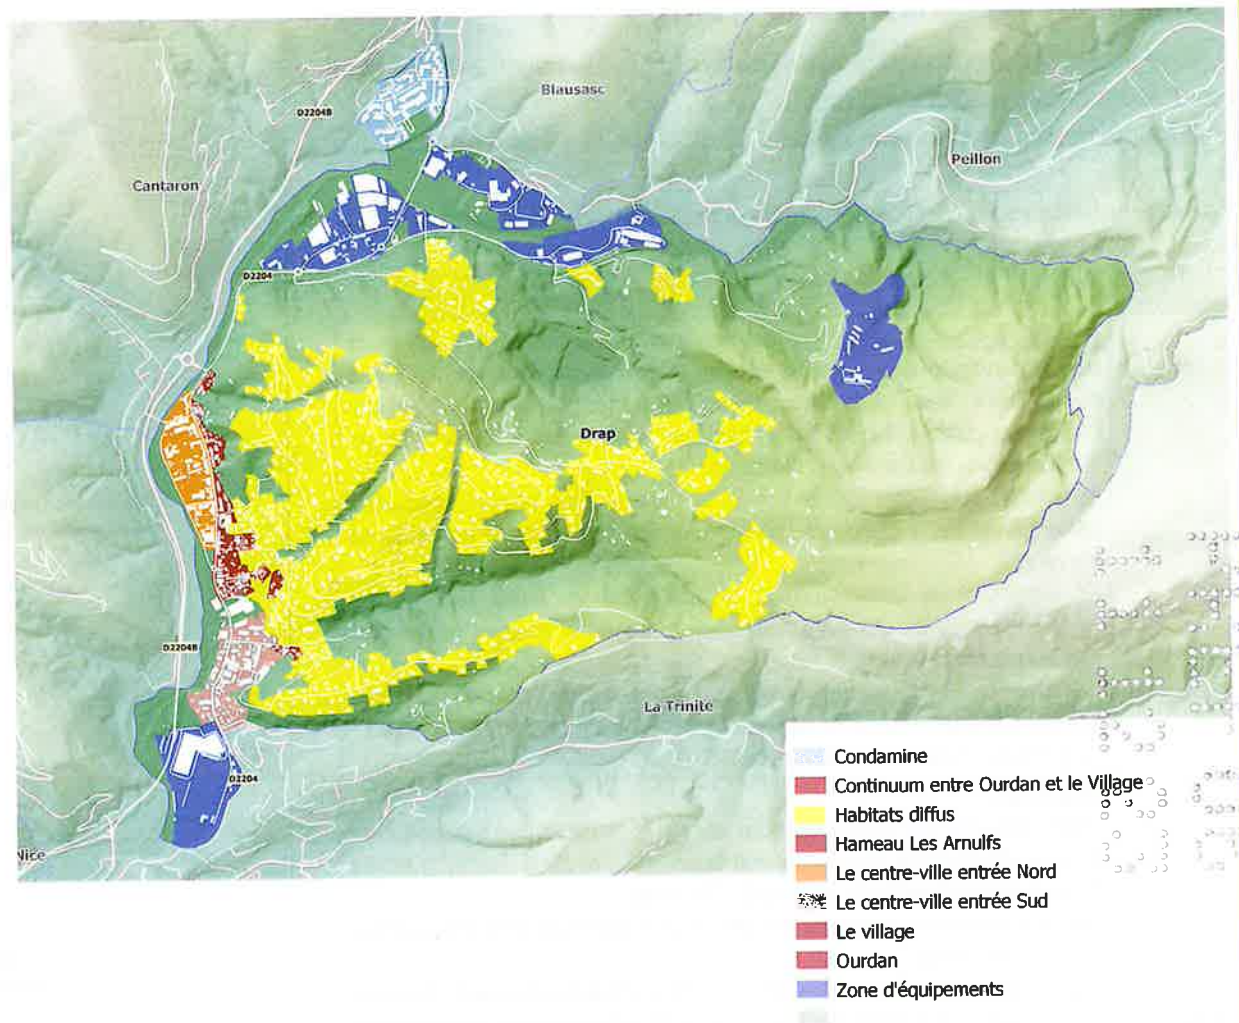 Blausasc
D2204B
Peillon
Cantaron
D2204
Drap
D2204B
La Trinité
D2204
Nice
Condamine
Continuum entre Ourdan et le Village
Habitats diffus
Hameau Les Arnulfs
Le centre-ville entrée Nord
Le centre-ville entrée Sud
Le village
Ourdan
Zone d'équipements